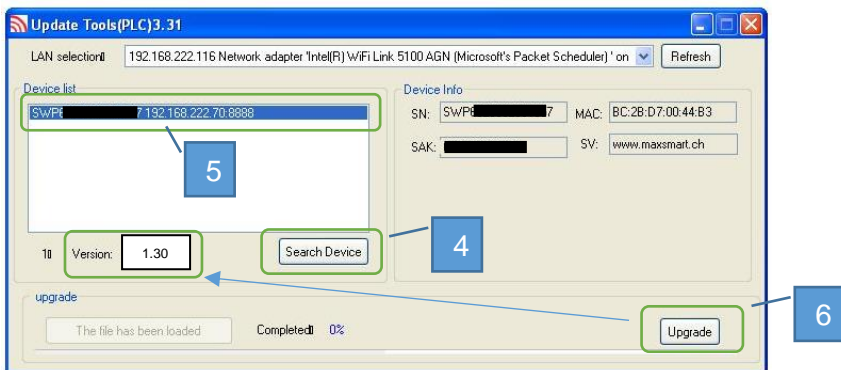 Update Tools(PLC)3.31
LAN selection
192.168.222.116 Network adapter 'Intel(R) WiFi Link 5100 AGN (Microsoft's Packet Scheduler) ' on
Refresh
Device list
SWP6 7 192.168.222.70:8888
Device Info
SN: SWP6 7 MAC: BC:2B:D7:00:44:B3
SAK: SV: www.maxsmart.ch
5
1 Version: 1.30 Search Device
4
upgrade
The file has been loaded Completed 0% Upgrade
6